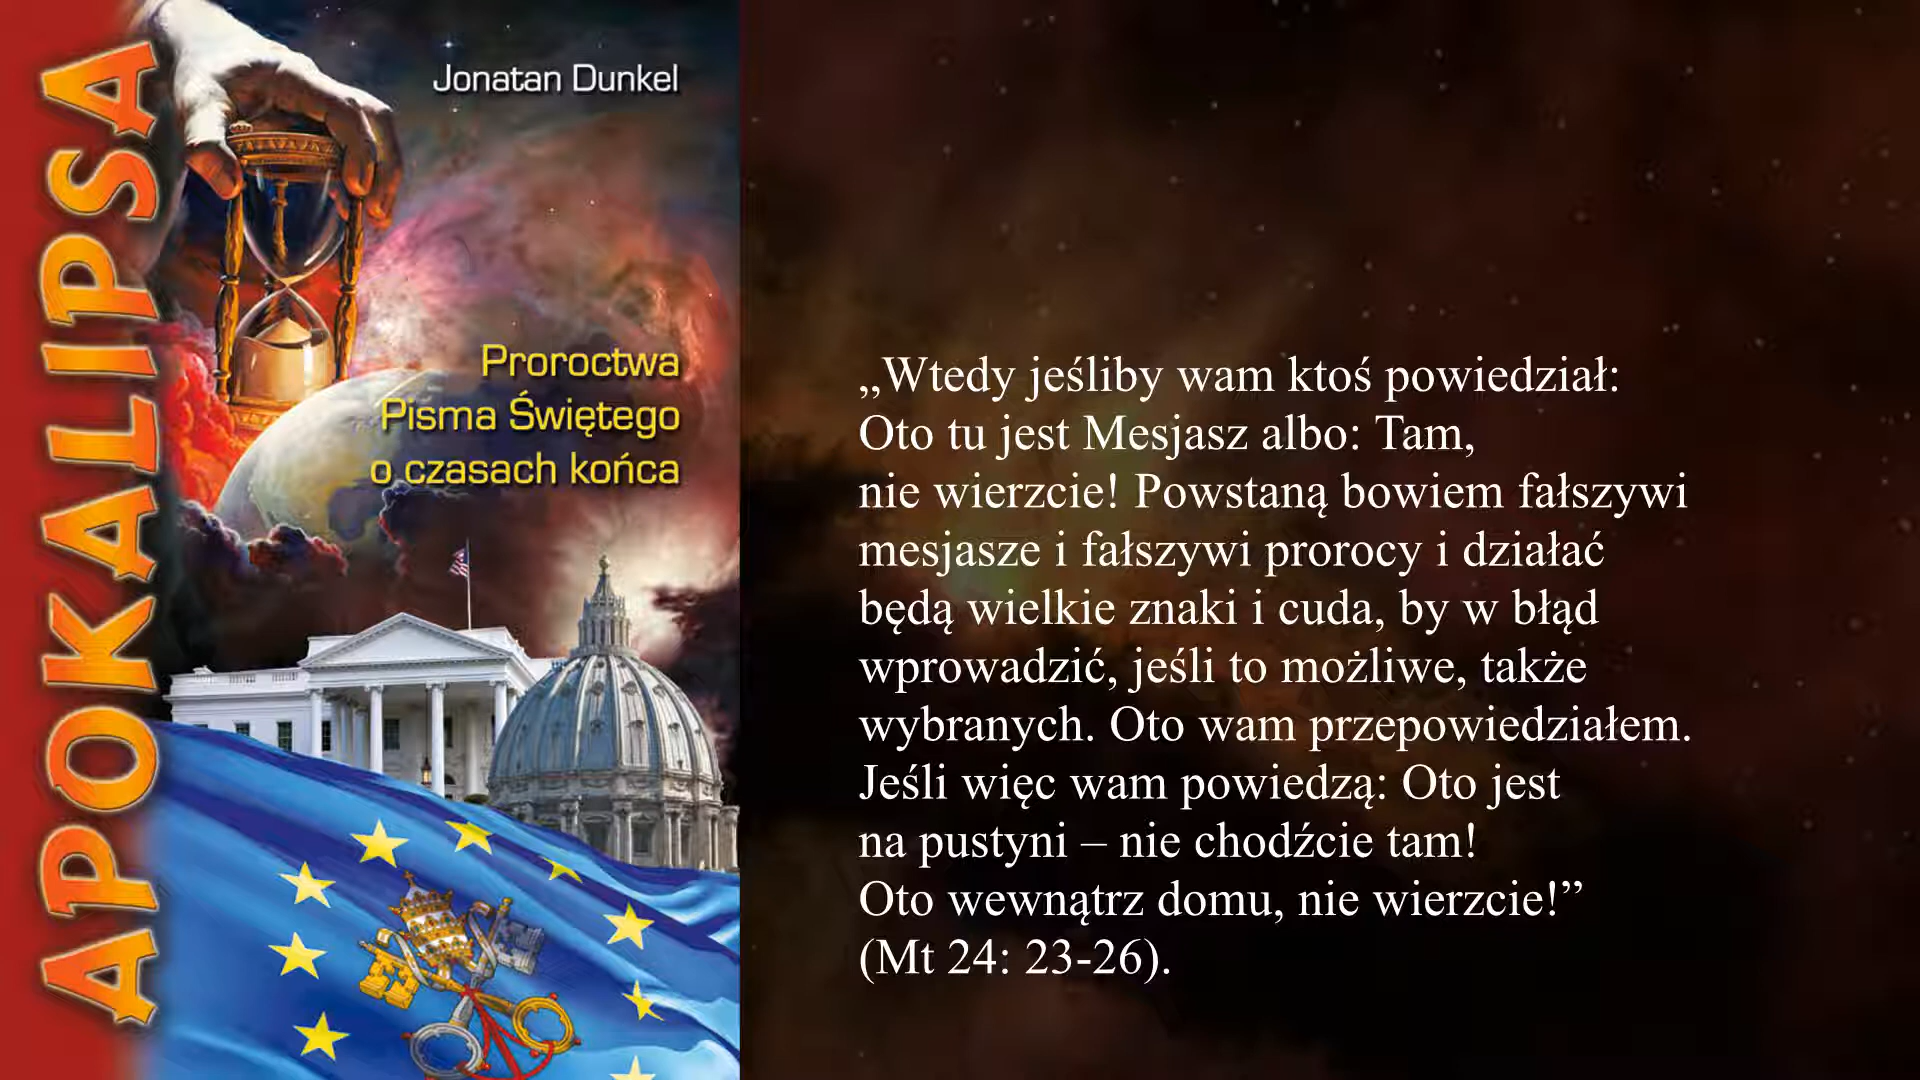 APOKALIPSA
Jonatan Dunkel
Proroctwa
Pisma Świętego
o czasach końca
„Wtedy jeśliby wam ktoś powiedział:
Oto tu jest Mesjasz albo: Tam,
nie wierzcie! Powstaną bowiem fałszywi
mesjasze i fałszywi prorocy i działać
będą wielkie znaki i cuda, by w błąd
wprowadzić, jeśli to możliwe, także
wybranych. Oto wam przepowiedziałem.
Jeśli więc wam powiedzą: Oto jest
na pustyni – nie chodźcie tam!
Oto wewnątrz domu, nie wierzcie!”
(Mt 24: 23-26).